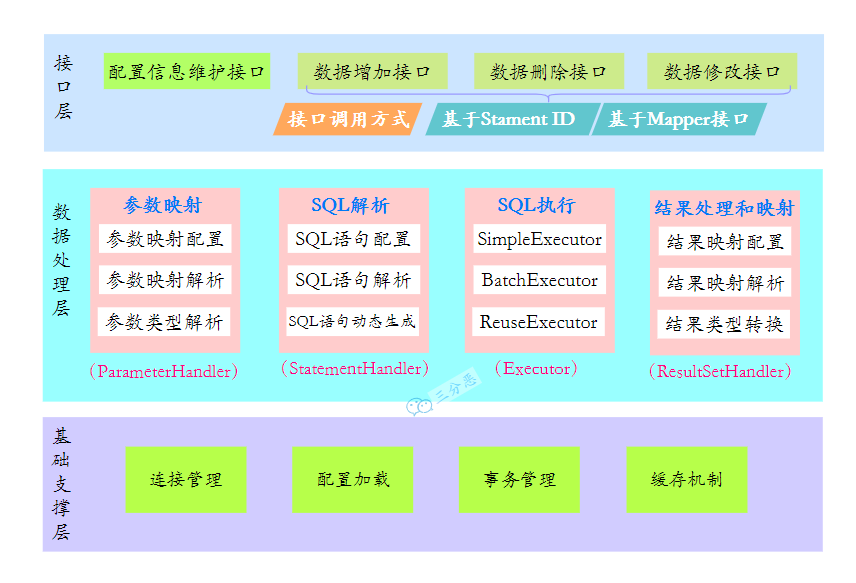 接口层
配置信息维护接口
数据增加接口
数据删除接口
数据修改接口
接口调用方式
基于Stament ID
基于Mapper接口
数据处理层
参数映射
参数映射配置
参数映射解析
参数类型解析
（ParameterHandler）
SQL解析
SQL语句配置
SQL语句解析
SQL语句动态生成
（StatementHandler）
SQL执行
SimpleExecutor
BatchExecutor
ReuseExecutor
（Executor）
结果处理和映射
结果映射配置
结果映射解析
结果类型转换
（ResultSetHandler）
三分恶
基础支撑层
连接管理
配置加载
事务管理
缓存机制